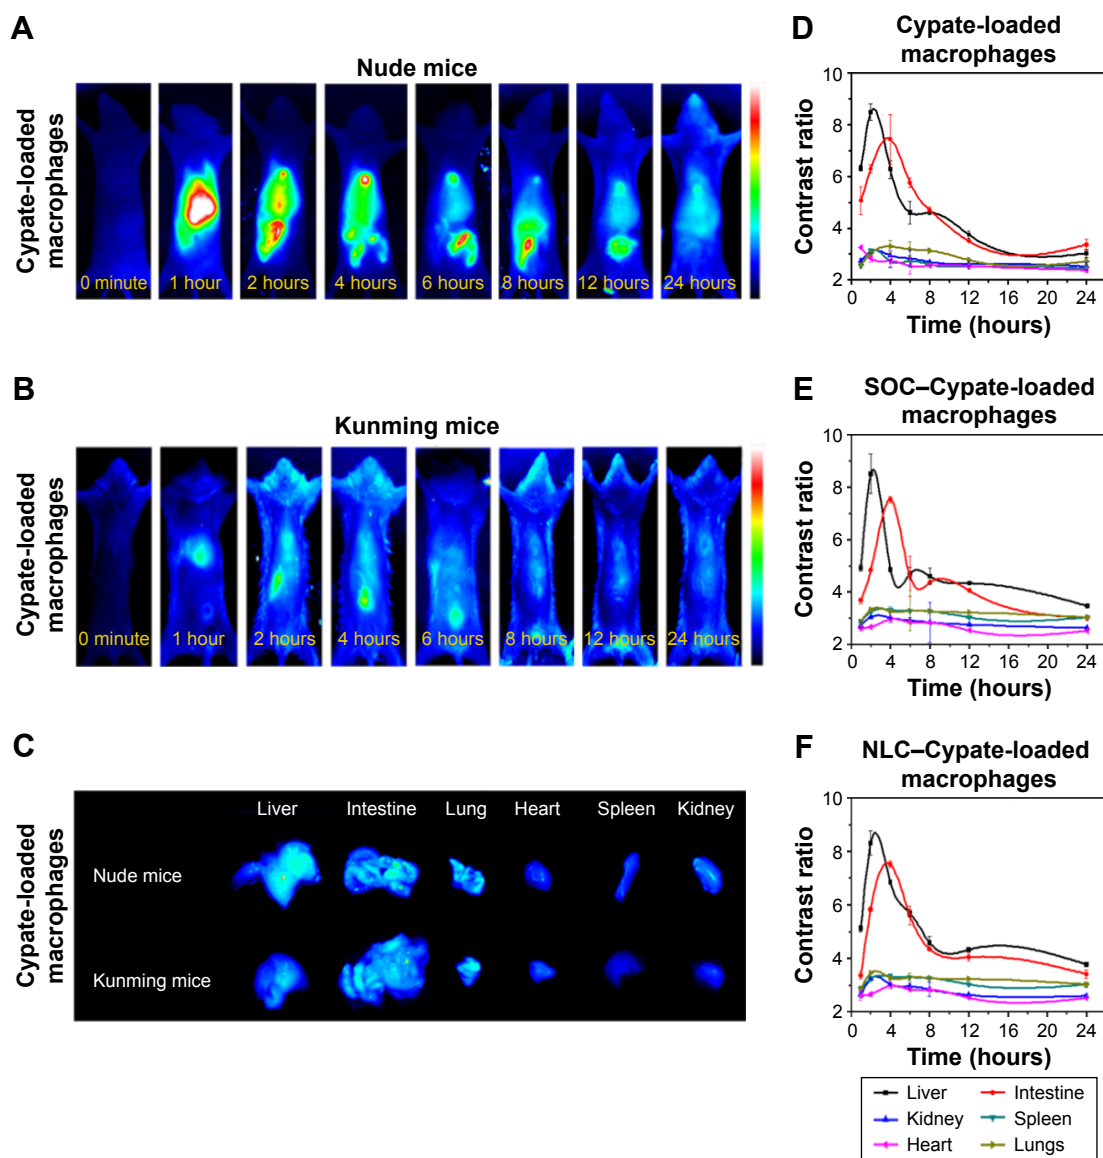 A
Nude mice
Cypate-loaded
macrophages
0 minute
1 hour
2 hours
4 hours
6 hours
8 hours
12 hours
24 hours
B
Kunming mice
Cypate-loaded
macrophages
0 minute
1 hour
2 hours
4 hours
6 hours
8 hours
12 hours
24 hours
C
Cypate-loaded
macrophages
Liver
Intestine
Lung
Heart
Spleen
Kidney
Nude mice
Kunming mice
D
Cypate-loaded
macrophages
Contrast ratio
10
8
6
4
2
0
4
8
12
16
20
24
Time (hours)
E
SOC–Cypate-loaded
macrophages
Contrast ratio
10
8
6
4
2
0
4
8
12
16
20
24
Time (hours)
F
NLC–Cypate-loaded
macrophages
Contrast ratio
10
8
6
4
2
0
4
8
12
16
20
24
Time (hours)
Liver
Intestine
Kidney
Spleen
Heart
Lungs